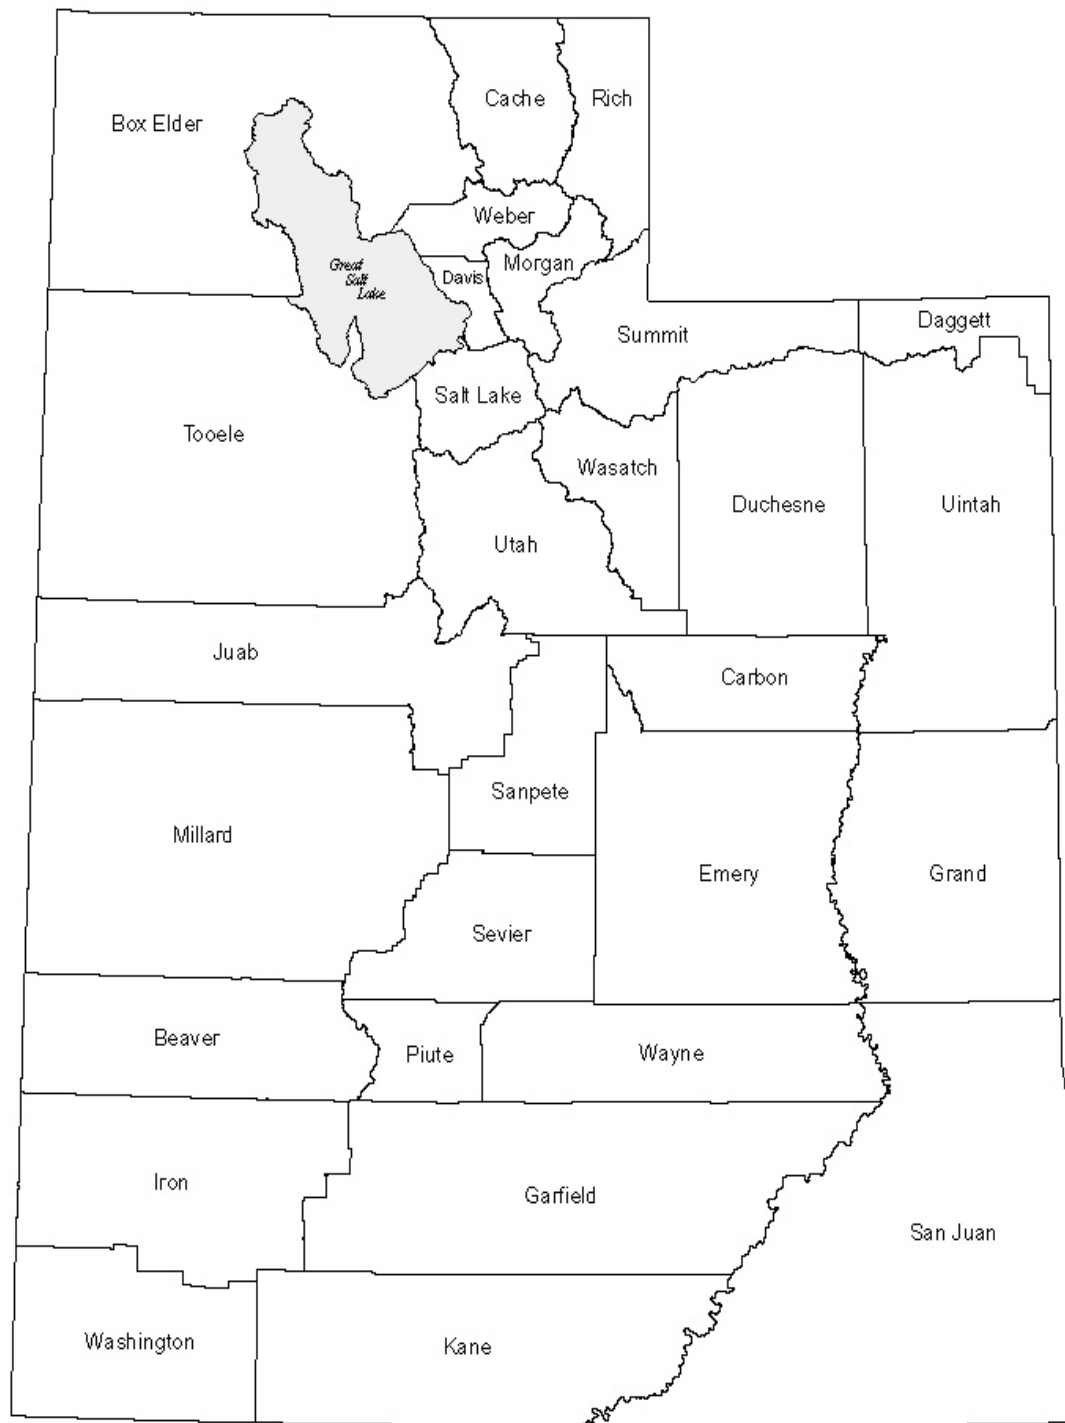 Cache
Rich
Box Elder
Weber
Great
Salt
Lake
Davis
Morgan
Daggett
Summit
Salt Lake
Tooele
Wasatch
Duchesne
Uintah
Utah
Juab
Carbon
Sanpete
Millard
Emery
Grand
Sevier
Beaver
Piute
Wayne
Iron
Garfield
San Juan
Washington
Kane